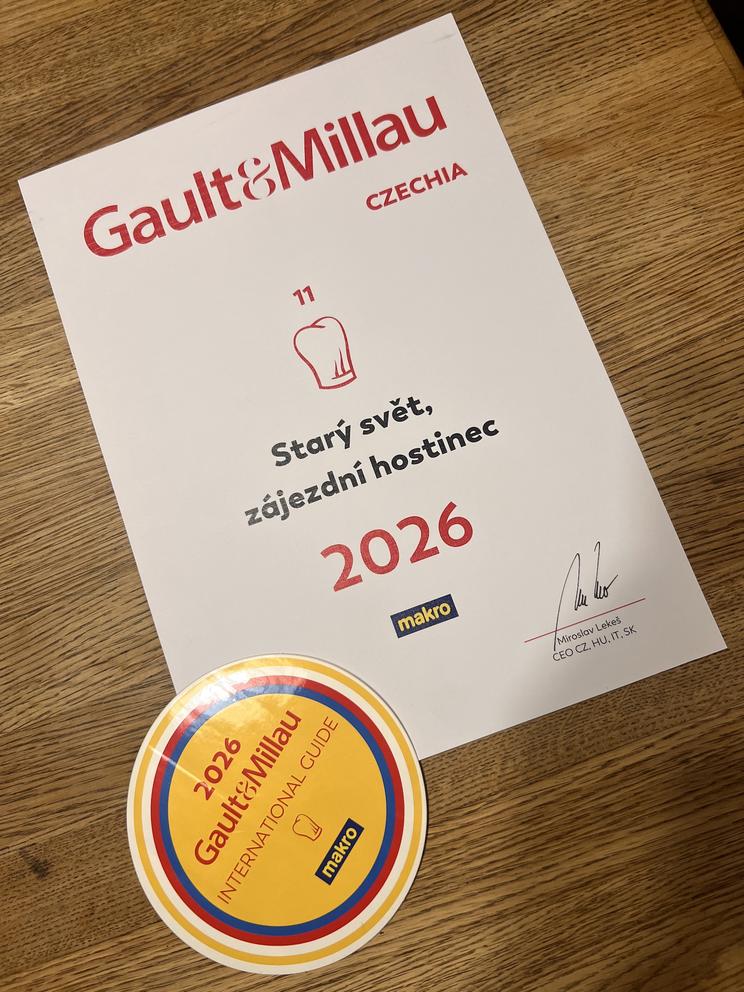 Gault&Millau
CZECHIA
11
Starý svět,
zájezdní hostinec
2026
makro
Miroslav Lekeš
CEO CZ, HU, IT, SK
2026
Gault&Millau
INTERNATIONAL GUIDE
makro